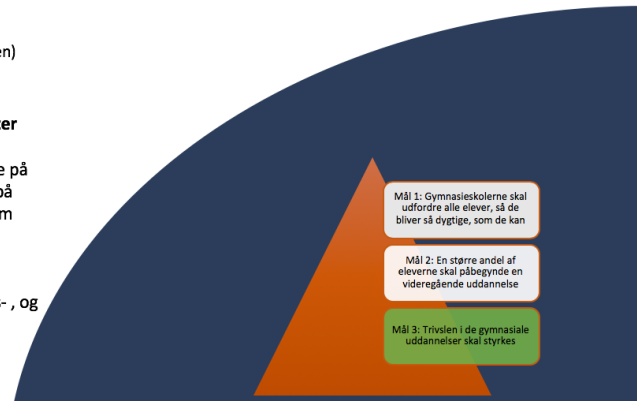 en)
ter
e på
på
m
- , og
Mål 1: Gymnasieskolerne skal
udfordre alle elever, så de
bliver så dygtige, som de kan
Mål 2: En større andel af
eleverne skal påbegynde en
videregående uddannelse
Mål 3: Trivslen i de gymnasiale
uddannelser skal styrkes